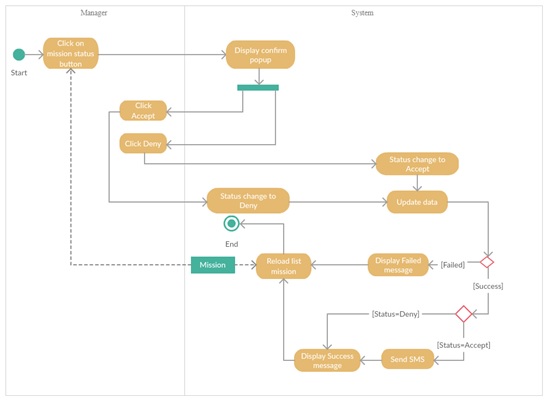 Manager
System
Click on
mission status
button
Start
Display confirm
popup
Click
Accept
Click Deny
Status change to
Accept
Status change to
Deny
Update data
End
Mission
Reload list
mission
Display Failed
message
[Failed]
[Success]
[Status=Deny]
[Status=Accept]
Display Success
message
Send SMS